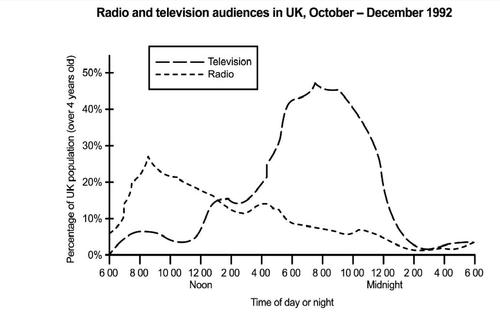 Radio and television audiences in UK, October – December 1992
Percentage of UK population (over 4 years old)
50%
40%
30%
20%
10%
0%
Television
Radio
6 00 8 00 10 00 12 00 2 00 4 00 6 00 8 00 10 00 12 00 2 00 4 00 6 00
Noon Midnight
Time of day or night